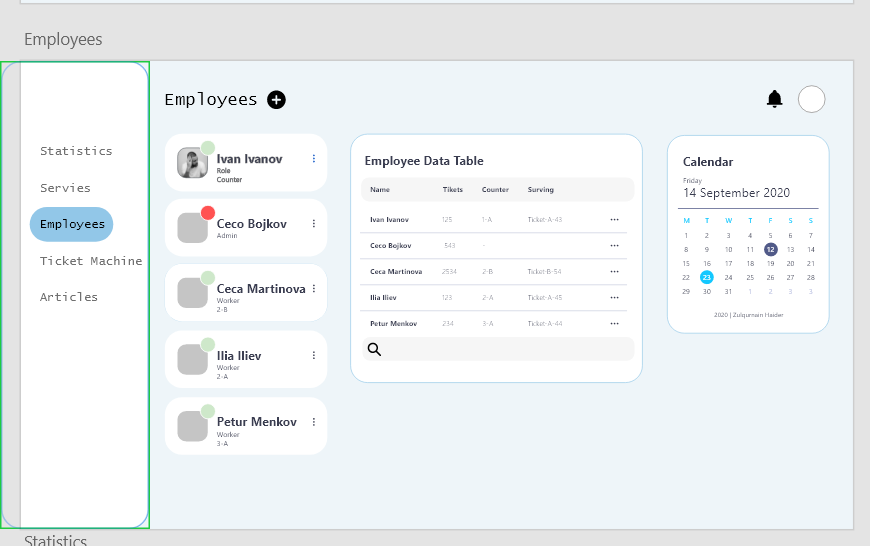 Employees
Statistics
Servies
Employees
Ticket Machine
Articles
Employees
Ivan Ivanov
Role
Counter
Ceco Bojkov
Admin
Ceca Martinova
Worker
2-B
Ilia Iliev
Worker
2-A
Petur Menkov
Worker
3-A
Employee Data Table
Name Tikets Counter Surving
Ivan Ivanov 125 1-A Ticket-A-43
Ceco Bojkov 543 -
Ceca Martinova 2534 2-B Ticket-B-54
Ilia Iliev 123 2-A Ticket-A-45
Petur Menkov 234 3-A Ticket-A-44
Calendar
Friday
14 September 2020
M T W T F S S
1 2 3 4 5 6 7
8 9 10 11 12 13 14
15 16 17 18 19 20 21
22 23 24 25 26 27 28
29 30 31 1 2 3 3
2020 | Zulqurnain Haider
Statistics